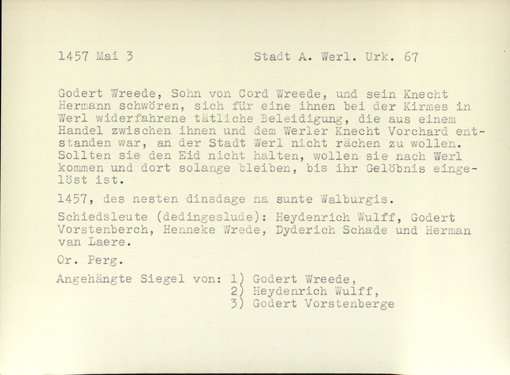 1457 Mai 3 Stadt A. Werl. Urk. 67
Godert Wreede, Sohn von Cord Wreede, und sein Knecht
Hermann schwören, sich für eine ihnen bei der Kirmes in
Werl widerfahrene tätliche Beleidigung, die aus einem
Handel zwischen ihnen und dem Werler Knecht Vorchard ent-
standen war, an der Stadt Werl nicht rächen zu wollen.
Sollten sie den Eid nicht halten, wollen sie nach Werl
kommen und dort solange bleiben, bis ihr Gelöbnis einge-
löst ist.
1457, des nesten dinsdage na sunte Walburgis.
Schiedsleute (dedingeslude): Heydenrich Wulff, Godert
Vorstenberch, Henneke Wrede, Dyderich Schade und Herman
van Laere.
Or. Perg.
Angehängte Siegel von: 1) Godert Wreede,
2) Heydenrich Wulff,
3) Godert Vorstenberge